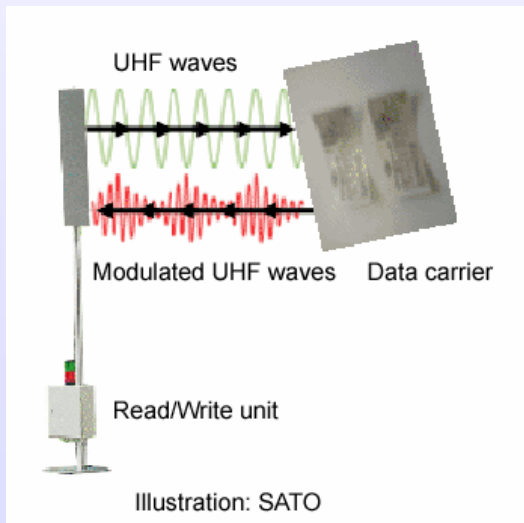 UHF waves
Modulated UHF waves
Data carrier
Read/Write unit
Illustration: SATO